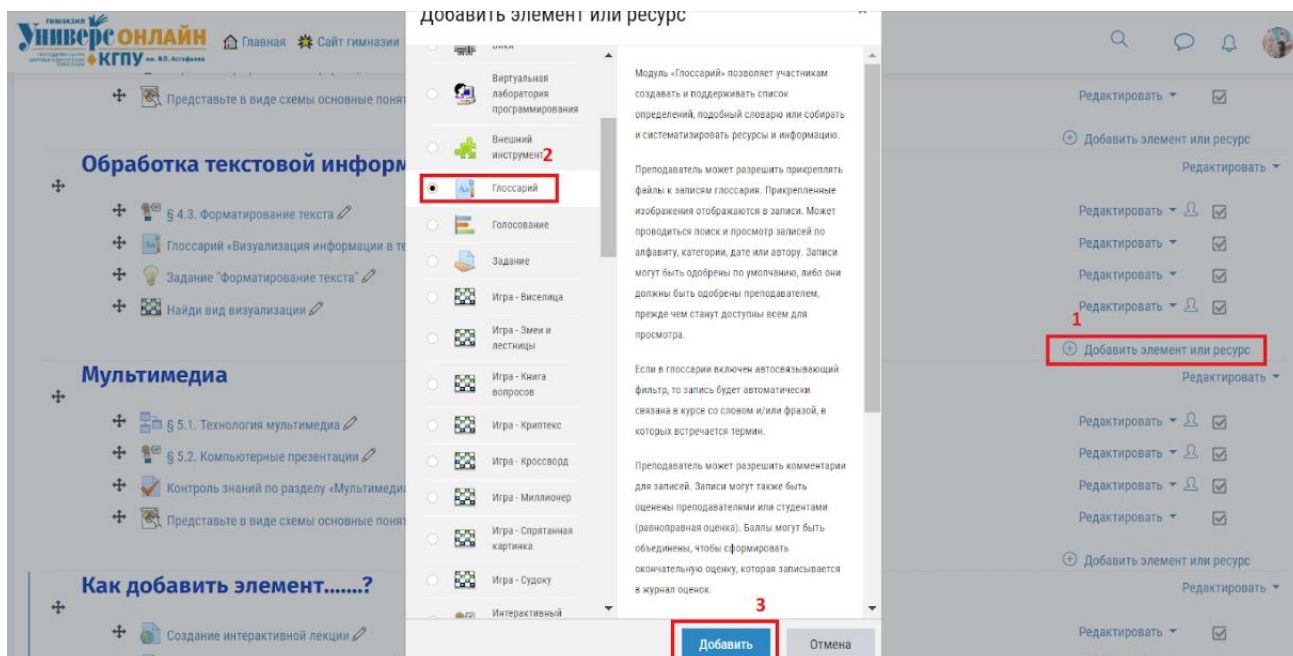 ГИМНАЗИЯ
Универс ОНЛАЙН
КГПУ им. В.П. Астафьева
Главная Сайт гимназии
Добавить элемент или ресурс
Представьте в виде схемы основные понят
Редактировать
Добавить элемент или ресурс
Обработка текстовой информ
Редактировать
§ 4.3. Форматирование текста
Редактировать
Глоссарий «Визуализация информации в те
Редактировать
Задание "Форматирование текста"
Редактировать
Найди вид визуализации
Редактировать
1
Добавить элемент или ресурс
Мультимедиа
Редактировать
§ 5.1. Технология мультимедиа
Редактировать
§ 5.2. Компьютерные презентации
Редактировать
Контроль знаний по разделу «Мультимеди
Редактировать
Представьте в виде схемы основные понят
Редактировать
Добавить элемент или ресурс
Как добавить элемент.......?
Редактировать
Создание интерактивной лекции
Редактировать
Виртуальная
лаборатория
программирования
Внешний
инструмент
2
Глоссарий
Голосование
Задание
Игра - Виселица
Игра - Змеи и
лестницы
Игра - Книга
вопросов
Игра - Криптекс
Игра - Кроссворд
Игра - Миллионер
Игра - Спрятанная
картинка
Игра - Судоку
Интерактивный
Модуль «Глоссарий» позволяет участникам
создавать и поддерживать список
определений, подобный словарю или собирать
и систематизировать ресурсы и информацию.
Преподаватель может разрешить прикреплять
файлы к записям глоссария. Прикрепленные
изображения отображаются в записи. Может
проводиться поиск и просмотр записей по
алфавиту, категории, дате или автору. Записи
могут быть одобрены по умолчанию, либо они
должны быть одобрены преподавателем,
прежде чем станут доступны всем для
просмотра.
Если в глоссарии включен автосвязывающий
фильтр, то запись будет автоматически
связана в курсе со словом и/или фразой, в
которых встречается термин.
Преподаватель может разрешить комментарии
для записей. Записи могут также быть
оценены преподавателями или студентами
(равноправная оценка). Баллы могут быть
объединены, чтобы сформировать
окончательную оценку, которая записывается
в журнал оценок.
3
Добавить
Отмена